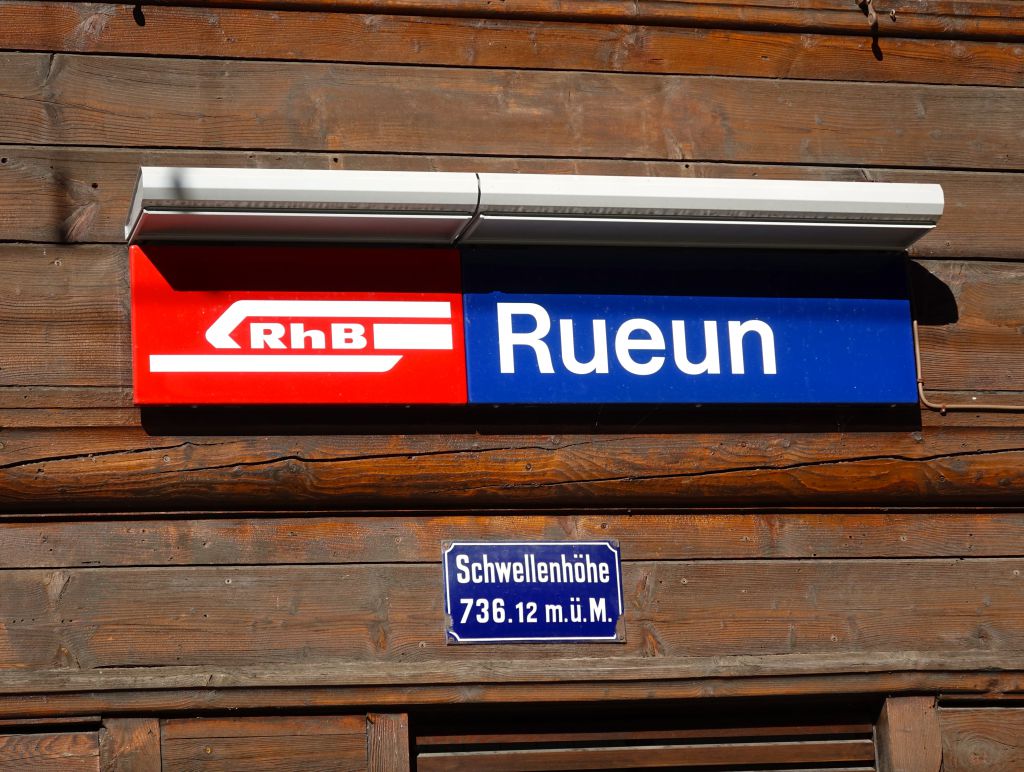 RhB
Rueun
Schwellenhöhe
736.12 m.ü.M.